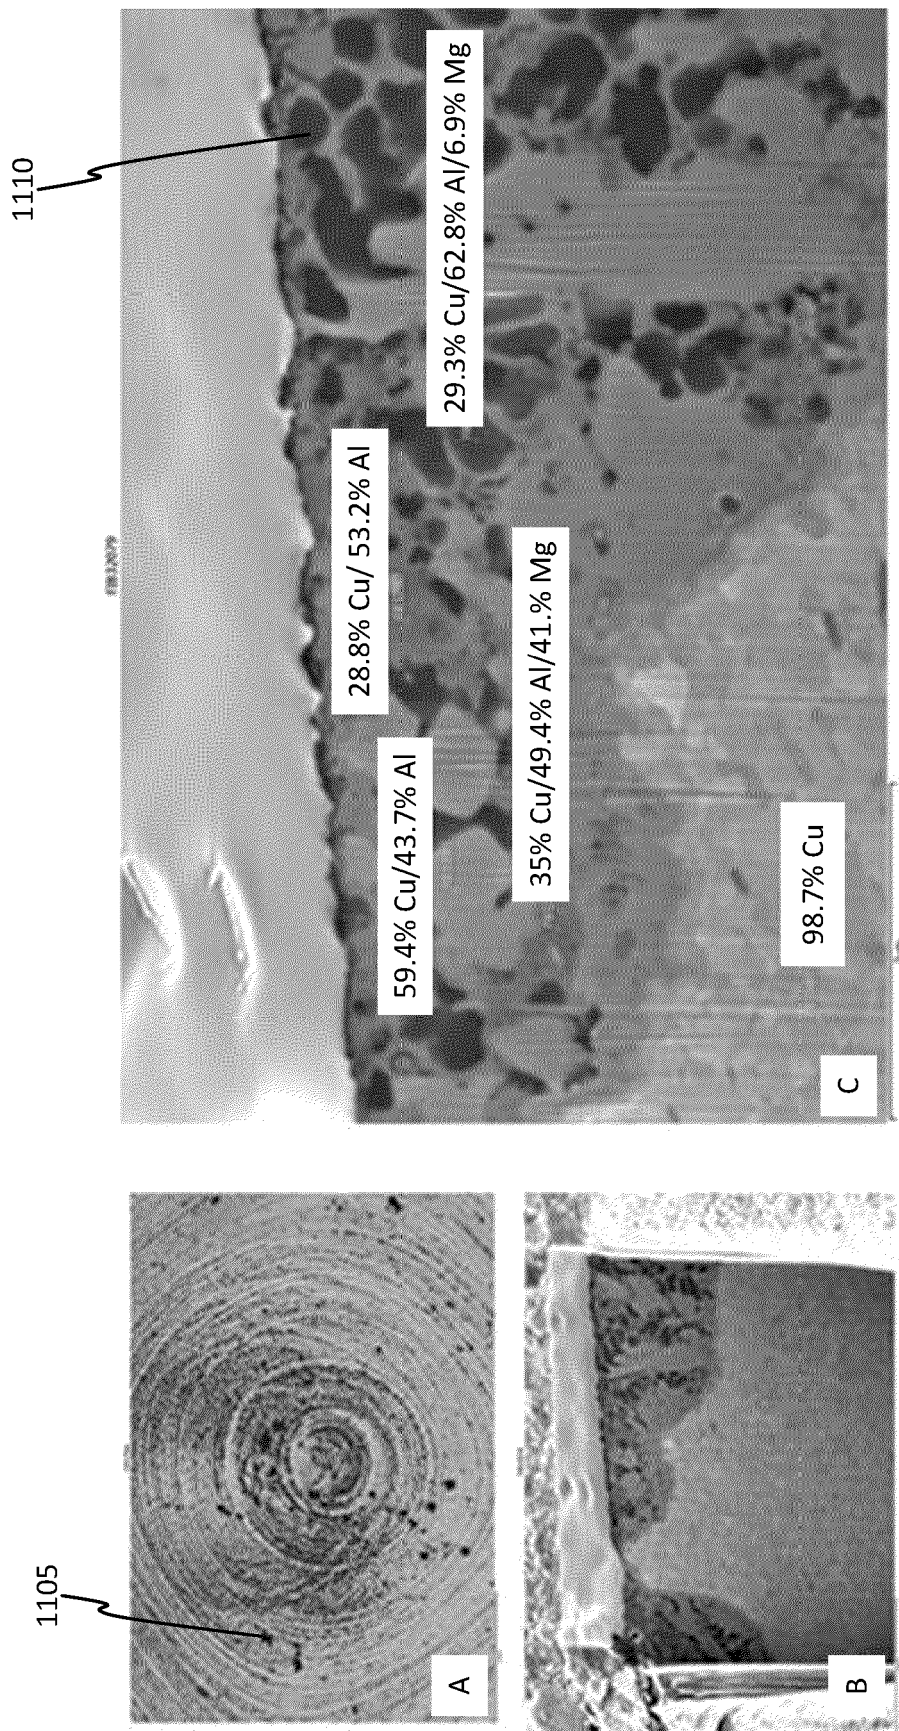 1105
A
B
1110
FIB32079
28.8% Cu/ 53.2% Al
59.4% Cu/43.7% Al
29.3% Cu/62.8% Al/6.9% Mg
35% Cu/49.4% Al/41.% Mg
98.7% Cu
C